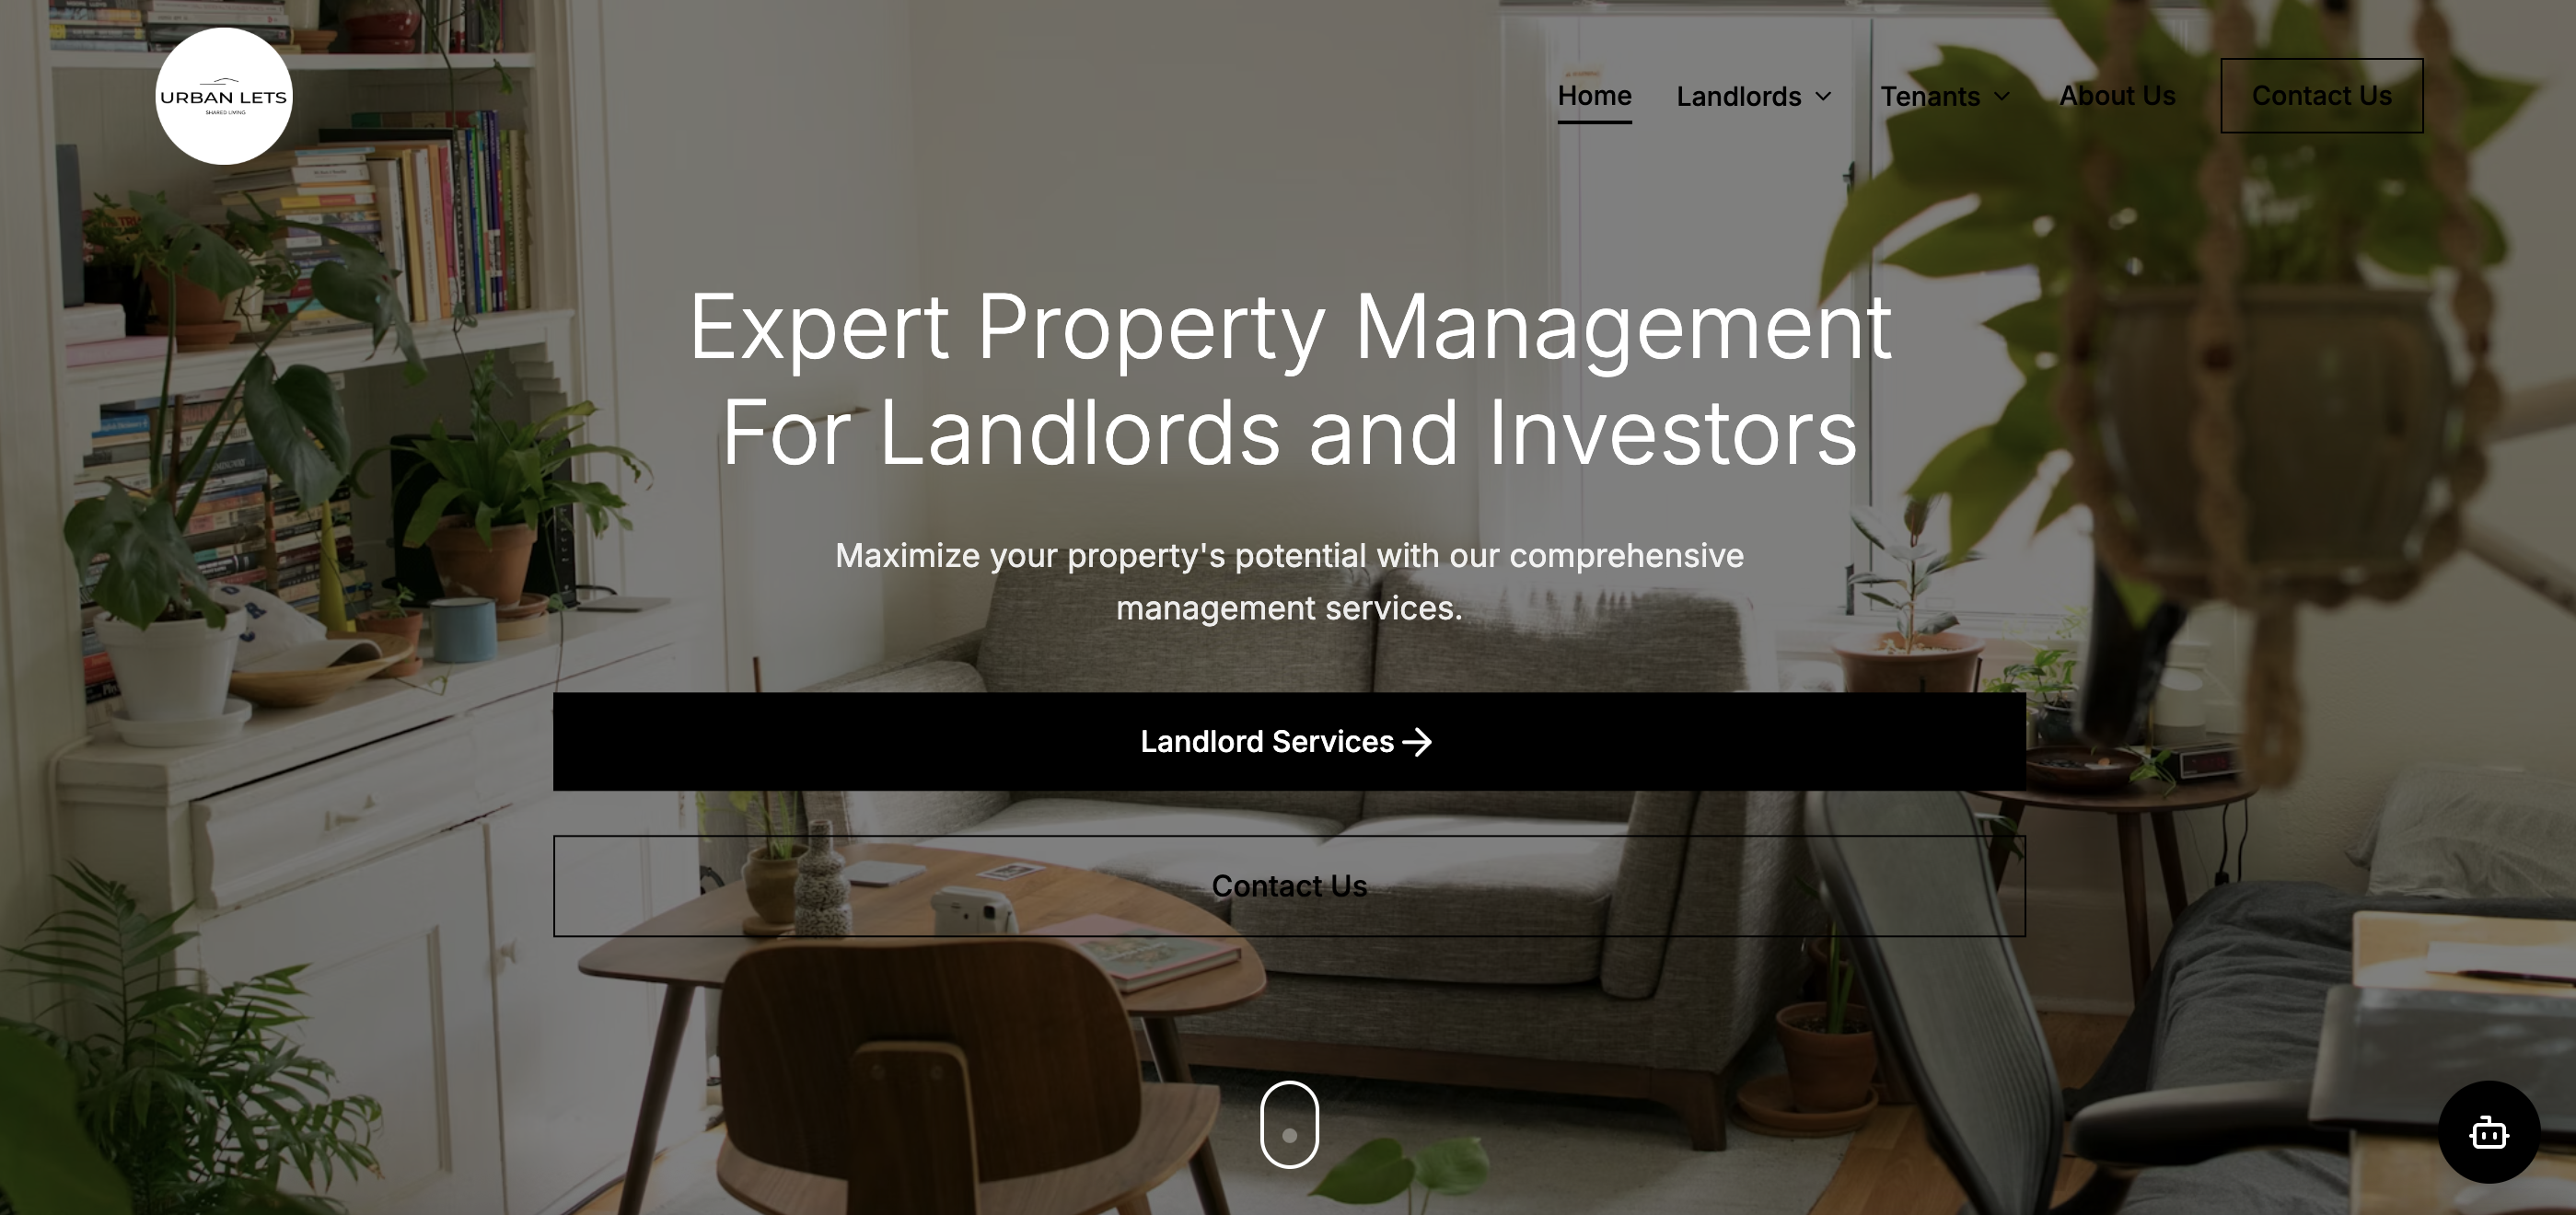 URBAN LETS
SHARED LIVING
Home
Landlords
Tenants
About Us
Contact Us
Expert Property Management
For Landlords and Investors
Maximize your property's potential with our comprehensive
management services.
Landlord Services →
Contact Us